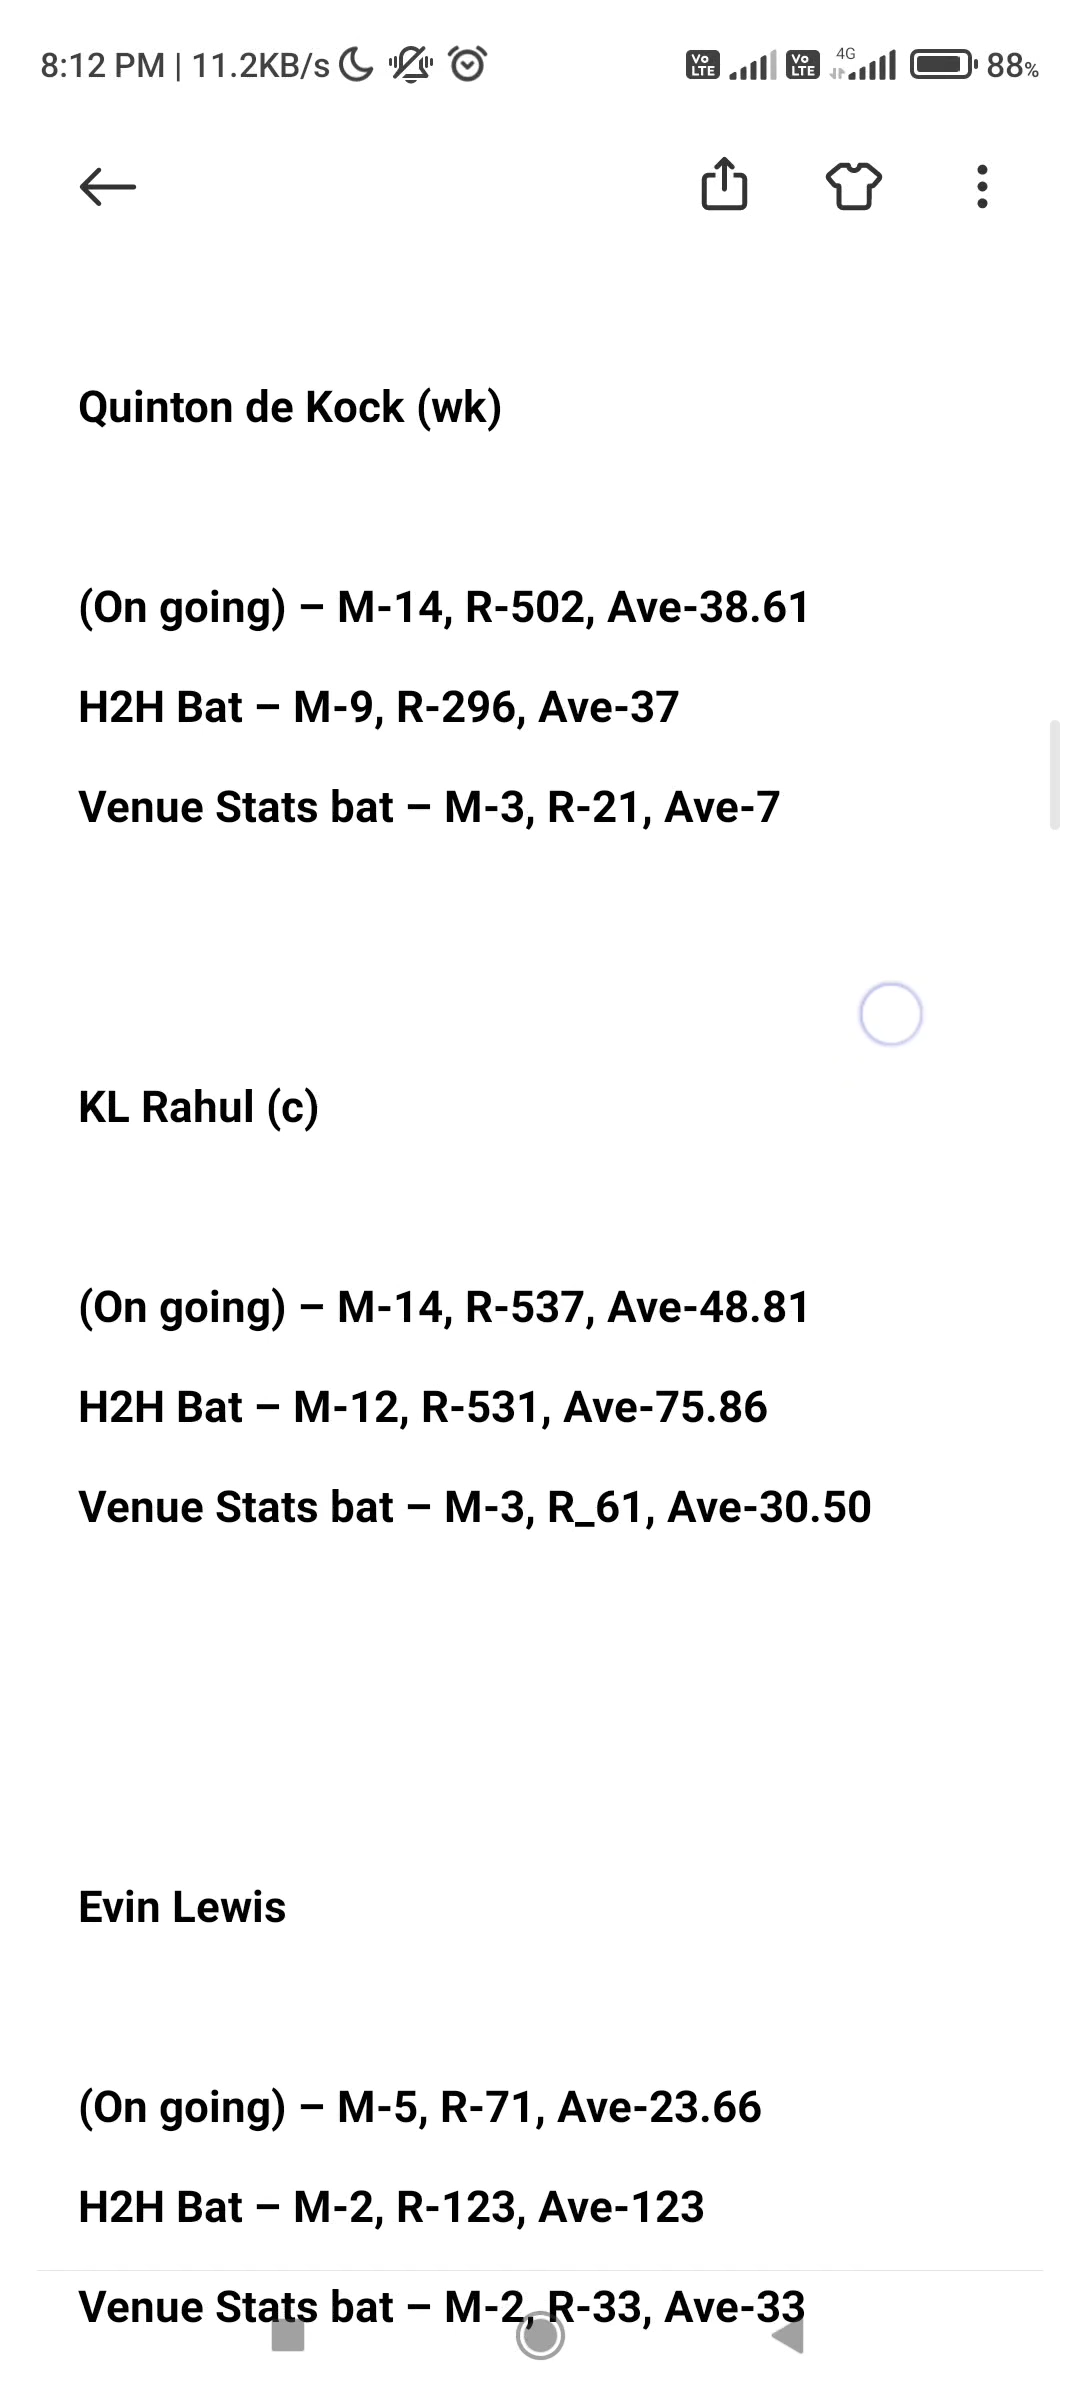 8:12 PM | 11.2KB/s
Vo LTE Vo LTE 4G 88%
Quinton de Kock (wk)
(On going) – M-14, R-502, Ave-38.61
H2H Bat – M-9, R-296, Ave-37
Venue Stats bat – M-3, R-21, Ave-7
KL Rahul (c)
(On going) – M-14, R-537, Ave-48.81
H2H Bat – M-12, R-531, Ave-75.86
Venue Stats bat – M-3, R_61, Ave-30.50
Evin Lewis
(On going) – M-5, R-71, Ave-23.66
H2H Bat – M-2, R-123, Ave-123
Venue Stats bat – M-2, R-33, Ave-33